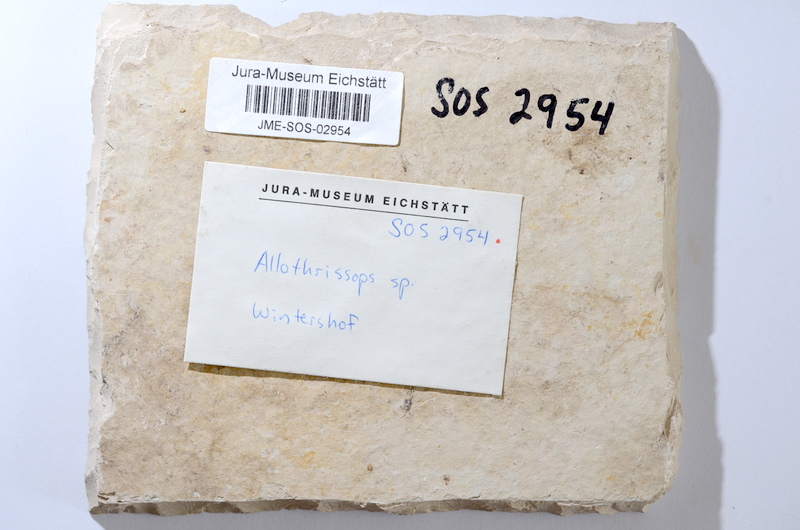 Jura-Museum Eichstätt
JME-SOS-02954
SOS 2954
JURA-MUSEUM EICHSTÄTT
SOS 2954.
Allothrissops sp.
Wintershof